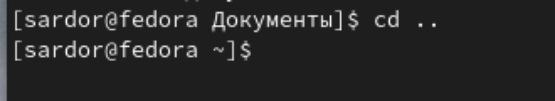 [sardor@fedora Документы]$ cd ..
[sardor@fedora ~]$